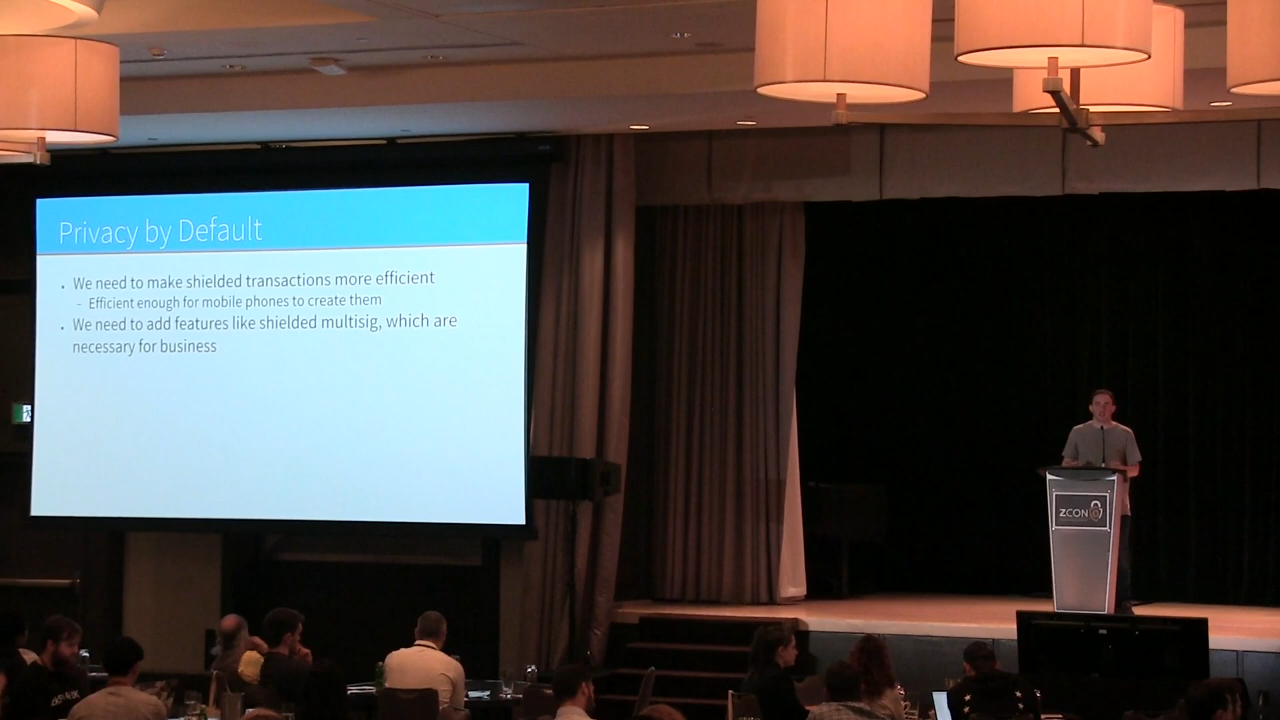 Privacy by Default
• We need to make shielded transactions more efficient
– Efficient enough for mobile phones to create them
• We need to add features like shielded multisig, which are
necessary for business
ZCON